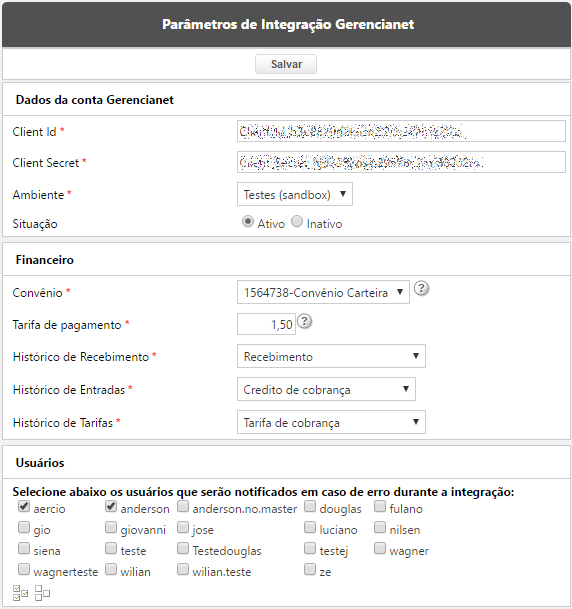 Parâmetros de Integração Gerencianet
Salvar
Dados da conta Gerencianet
Client Id *
Client Secret *
Ambiente * Testes (sandbox)
Situação Ativo Inativo
Financeiro
Convênio * 1564738-Convênio Carteira ?
Tarifa de pagamento * 1,50 ?
Histórico de Recebimento * Recebimento
Histórico de Entradas * Credito de cobrança
Histórico de Tarifas * Tarifa de cobrança
Usuários
Selecione abaixo os usuários que serão notificados em caso de erro durante a integração:
aercio anderson anderson.no.master douglas fulano
gio giovanni jose luciano nilsen
siena teste Testedouglas testej wagner
wagnerteste wilian wilian.teste ze